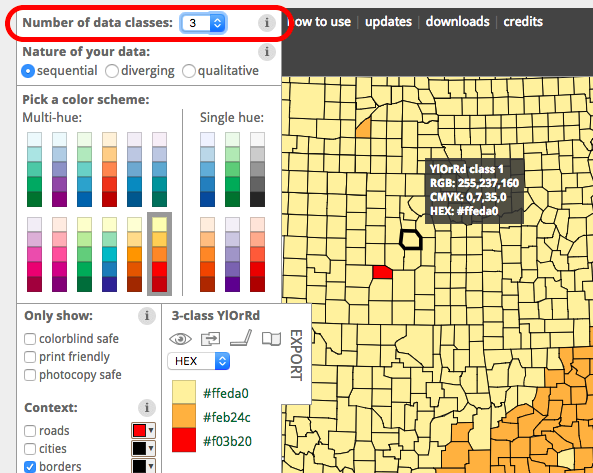 Number of data classes: 3 i
how to use | updates | downloads | credits
Nature of your data: i
sequential diverging qualitative
Pick a color scheme:
Multi-hue: Single hue:
YlOrRd class 1
RGB: 255,237,160
CMYK: 0,7,35,0
HEX: #ffeda0
Only show: i
colorblind safe
print friendly
photocopy safe
Context: i
roads
cities
borders
3-class YlOrRd
HEX
#ffeda0
#feb24c
#f03b20
EXPORT